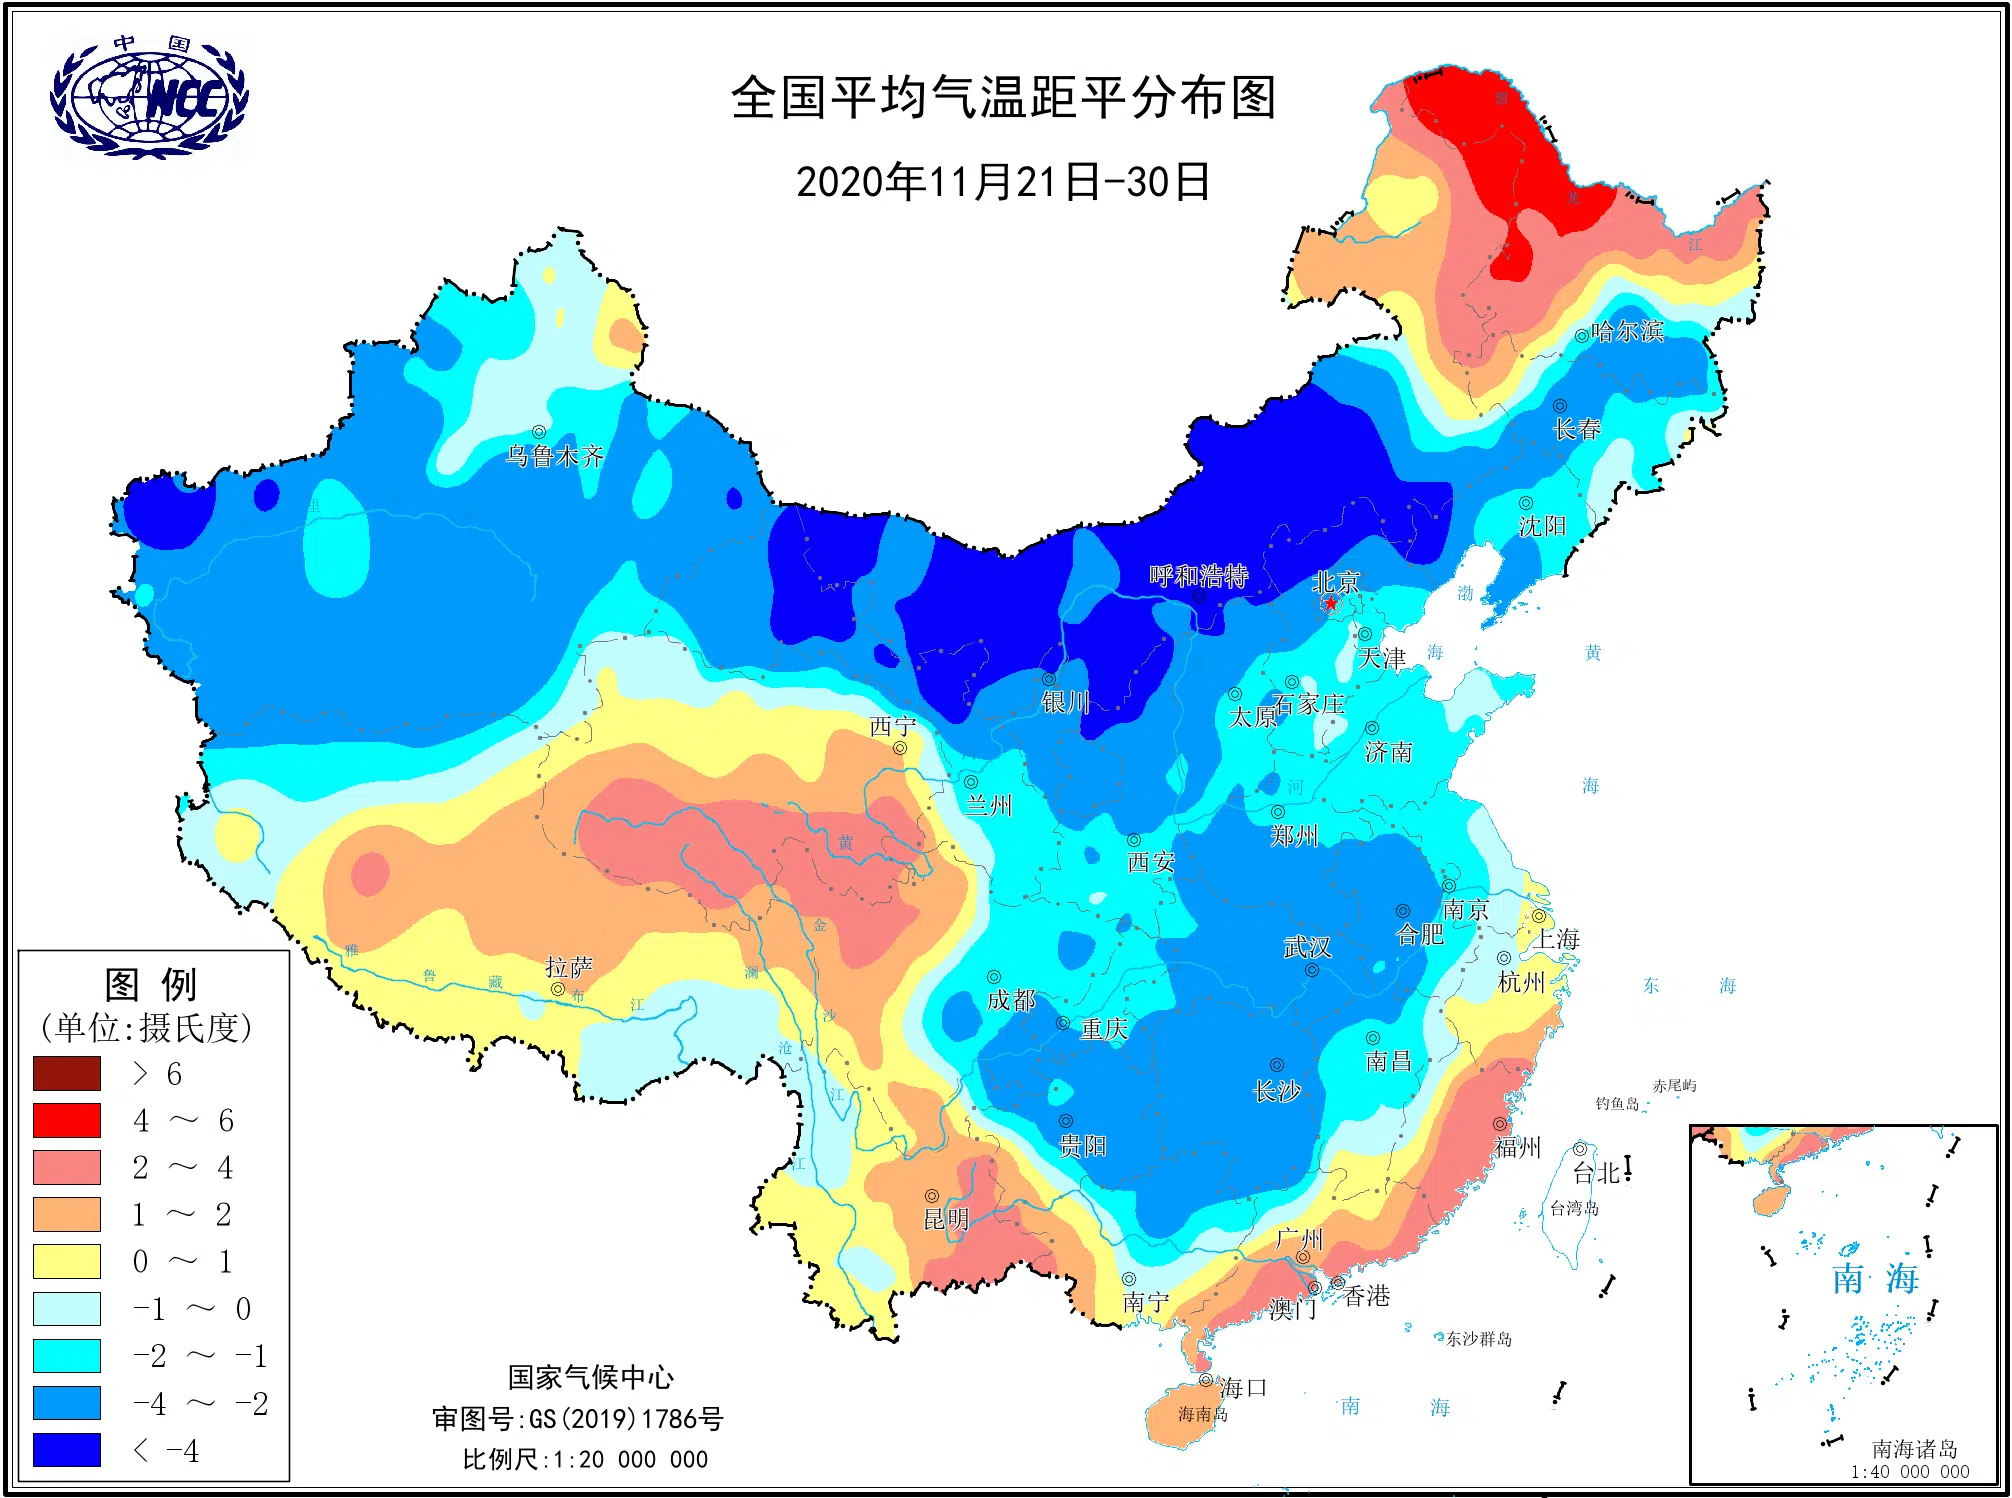 中国
NCC
全国平均气温距平分布图
2020年11月21日-30日
盟
龙
江
哈尔滨
长春
乌鲁木齐
里
沈阳
呼和浩特
北京
渤
海
黄
海
天津
银川
石家庄
太原
西宁
济南
河
兰州
郑州
黄
西安
南京
合肥
上海
武汉
杭州
金
沙
江
雅
鲁
藏
布
江
拉萨
澜
沧
江
成都
重庆
东
海
南昌
长沙
贵阳
赤尾屿
钓鱼岛
福州
台北
台湾岛
昆明
广州
南宁
澳门
香港
东沙群岛
海口
海南岛
南
海
图 例
(单位:摄氏度)
> 6
4 ~ 6
2 ~ 4
1 ~ 2
0 ~ 1
-1 ~ 0
-2 ~ -1
-4 ~ -2
< -4
国家气候中心
审图号:GS(2019)1786号
比例尺:1:20 000 000
南 海
南海诸岛
1:40 000 000